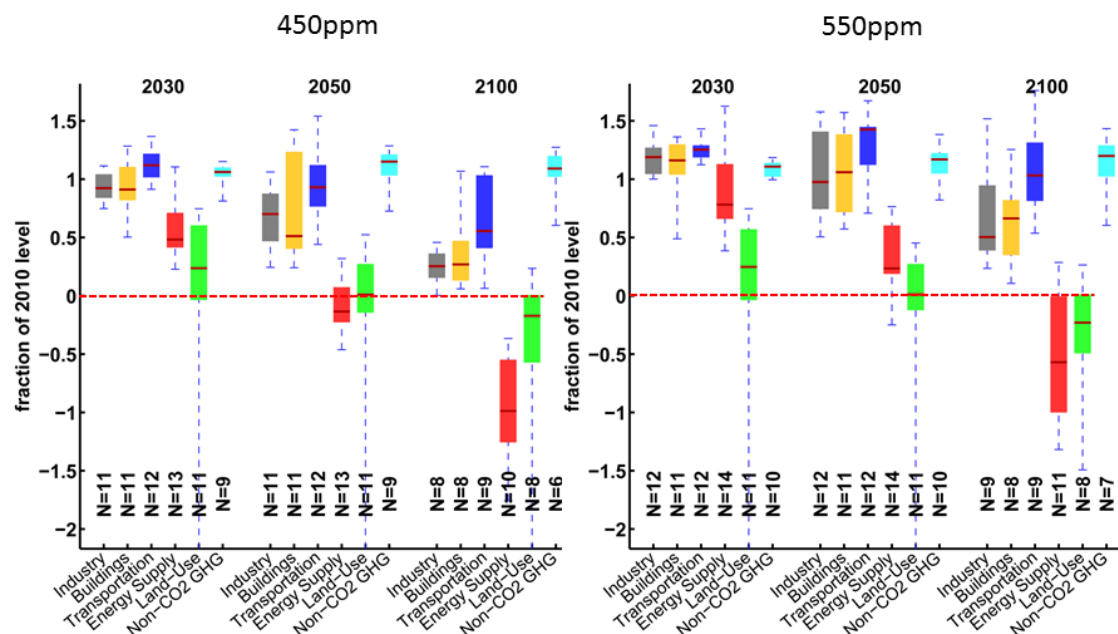 450ppm
550ppm
2030 2050 2100
2030 2050 2100
fraction of 2010 level
1.5
1
0.5
0
−0.5
−1
−1.5
−2
N=11 N=11 N=12 N=13 N=11 N=9
N=11 N=11 N=12 N=13 N=11 N=9
N=8 N=8 N=9 N=10 N=8 N=6
Industry Buildings Transportation Energy Supply Land−Use Non−CO2 GHG
Industry Buildings Transportation Energy Supply Land−Use Non−CO2 GHG
Industry Buildings Transportation Energy Supply Land−Use Non−CO2 GHG
fraction of 2010 level
1.5
1
0.5
0
−0.5
−1
−1.5
−2
N=12 N=11 N=12 N=14 N=11 N=10
N=12 N=11 N=12 N=14 N=11 N=10
N=9 N=8 N=9 N=11 N=8 N=7
Industry Buildings Transportation Energy Supply Land−Use Non−CO2 GHG
Industry Buildings Transportation Energy Supply Land−Use Non−CO2 GHG
Industry Buildings Transportation Energy Supply Land−Use Non−CO2 GHG